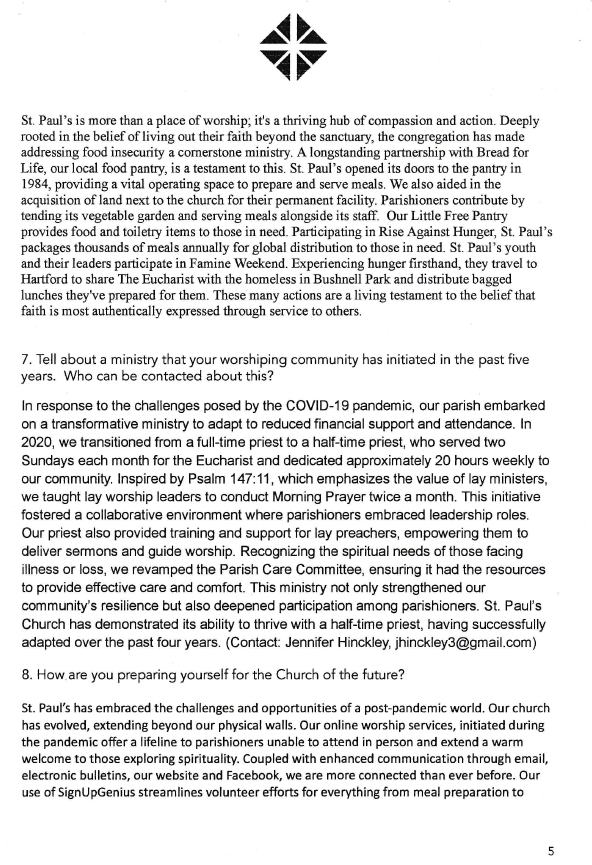 St. Paul's is more than a place of worship; it's a thriving hub of compassion and action. Deeply
rooted in the belief of living out their faith beyond the sanctuary, the congregation has made
addressing food insecurity a cornerstone ministry. A longstanding partnership with Bread for
Life, our local food pantry, is a testament to this. St. Paul's opened its doors to the pantry in
1984, providing a vital operating space to prepare and serve meals. We also aided in the
acquisition of land next to the church for their permanent facility. Parishioners contribute by
tending its vegetable garden and serving meals alongside its staff. Our Little Free Pantry
provides food and toiletry items to those in need. Participating in Rise Against Hunger, St. Paul's
packages thousands of meals annually for global distribution to those in need. St. Paul's youth
and their leaders participate in Famine Weekend. Experiencing hunger firsthand, they travel to
Hartford to share The Eucharist with the homeless in Bushnell Park and distribute bagged
lunches they've prepared for them. These many actions are a living testament to the belief that
faith is most authentically expressed through service to others.
7. Tell about a ministry that your worshiping community has initiated in the past five
years. Who can be contacted about this?
In response to the challenges posed by the COVID-19 pandemic, our parish embarked
on a transformative ministry to adapt to reduced financial support and attendance. In
2020, we transitioned from a full-time priest to a half-time priest, who served two
Sundays each month for the Eucharist and dedicated approximately 20 hours weekly to
our community. Inspired by Psalm 147:11, which emphasizes the value of lay ministers,
we taught lay worship leaders to conduct Morning Prayer twice a month. This initiative
fostered a collaborative environment where parishioners embraced leadership roles.
Our priest also provided training and support for lay preachers, empowering them to
deliver sermons and guide worship. Recognizing the spiritual needs of those facing
illness or loss, we revamped the Parish Care Committee, ensuring it had the resources
to provide effective care and comfort. This ministry not only strengthened our
community's resilience but also deepened participation among parishioners. St. Paul's
Church has demonstrated its ability to thrive with a half-time priest, having successfully
adapted over the past four years. (Contact: Jennifer Hinckley, jhinckley3@gmail.com)
8. How are you preparing yourself for the Church of the future?
St. Paul's has embraced the challenges and opportunities of a post-pandemic world. Our church
has evolved, extending beyond our physical walls. Our online worship services, initiated during
the pandemic offer a lifeline to parishioners unable to attend in person and extend a warm
welcome to those exploring spirituality. Coupled with enhanced communication through email,
electronic bulletins, our website and Facebook, we are more connected than ever before. Our
use of SignUpGenius streamlines volunteer efforts for everything from meal preparation to
5